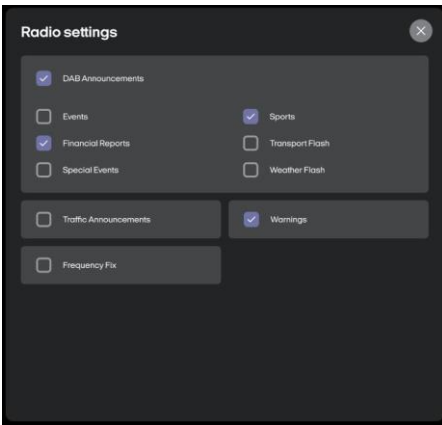 Radio settings
DAB Announcements
Events
Sports
Financial Reports
Transport Flash
Special Events
Weather Flash
Traffic Announcements
Warnings
Frequency Fix